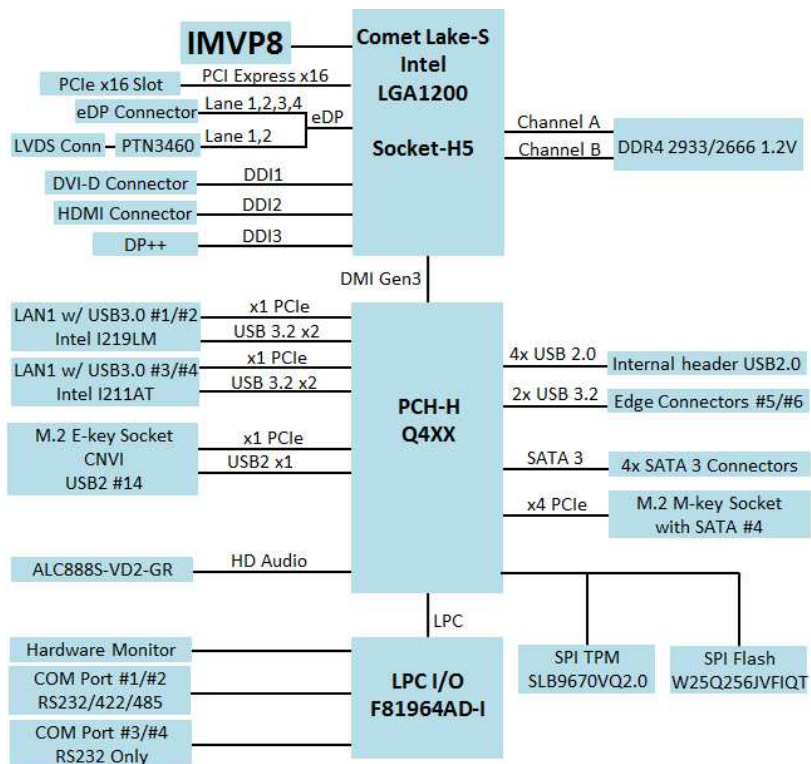 IMVP8
Comet Lake-S
Intel
LGA1200
Socket-H5
PCIe x16 Slot
PCI Express x16
eDP Connector
Lane 1,2,3,4
eDP
LVDS Conn
PTN3460
Lane 1,2
Channel A
Channel B
DDR4 2933/2666 1.2V
DVI-D Connector
DDI1
HDMI Connector
DDI2
DP++
DDI3
DMI Gen3
LAN1 w/ USB3.0 #1/#2
Intel I219LM
x1 PCIe
USB 3.2 x2
LAN1 w/ USB3.0 #3/#4
Intel I211AT
x1 PCIe
USB 3.2 x2
PCH-H
Q4XX
4x USB 2.0
Internal header USB2.0
2x USB 3.2
Edge Connectors #5/#6
M.2 E-key Socket
CNVI
USB2 #14
x1 PCIe
USB2 x1
SATA 3
4x SATA 3 Connectors
x4 PCIe
M.2 M-key Socket
with SATA #4
ALC888S-VD2-GR
HD Audio
LPC
Hardware Monitor
COM Port #1/#2
RS232/422/485
COM Port #3/#4
RS232 Only
LPC I/O
F81964AD-I
SPI TPM
SLB9670VQ2.0
SPI Flash
W25Q256JVFIQT